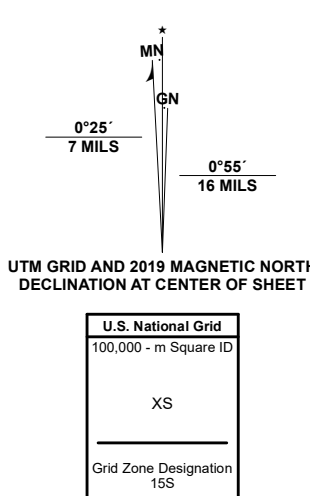 ★
MN
GN
0°25´
7 MILS
0°55´
16 MILS
UTM GRID AND 2019 MAGNETIC NORTH
DECLINATION AT CENTER OF SHEET
U.S. National Grid
100,000 - m Square ID
XS
Grid Zone Designation
15S